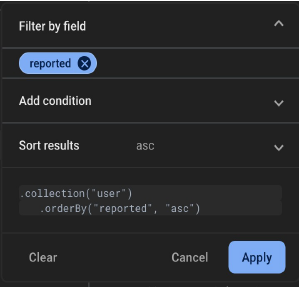 Filter by field
reported
Add condition
Sort results asc
.collection("user")
.orderBy("reported", "asc")
Clear Cancel Apply